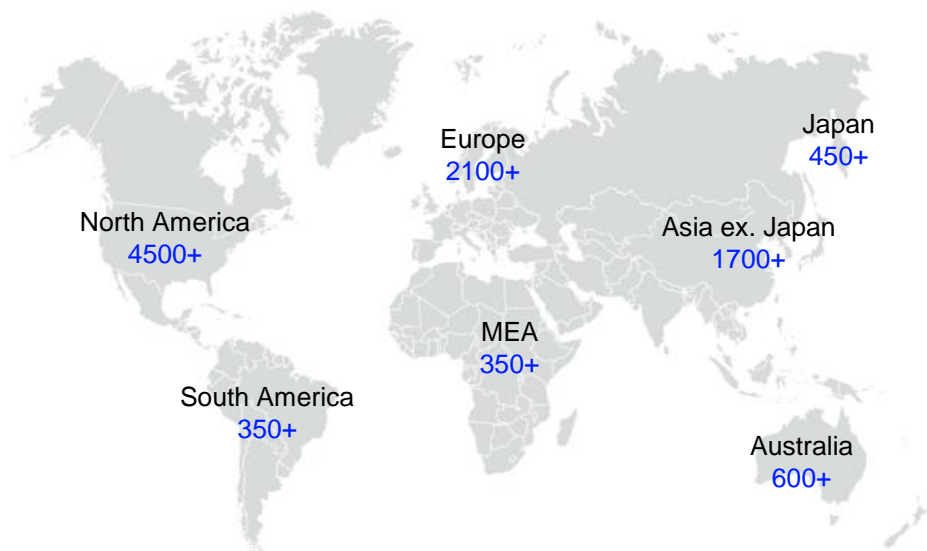 Japan
450+
Europe
2100+
North America
4500+
Asia ex. Japan
1700+
MEA
350+
South America
350+
Australia
600+